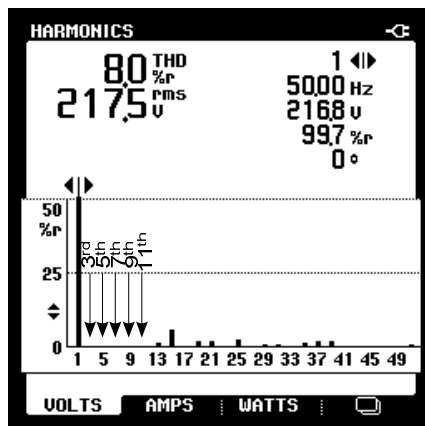 HARMONICS
8.0 THD %r
217.5 rms V
1
50.00 Hz
216.8 V
99.7 %r
0 °
50
%r
25
0
3rd 5th 7th 9th 11th
1 5 9 13 17 21 25 29 33 37 41 45 49
VOLTS AMPS WATTS